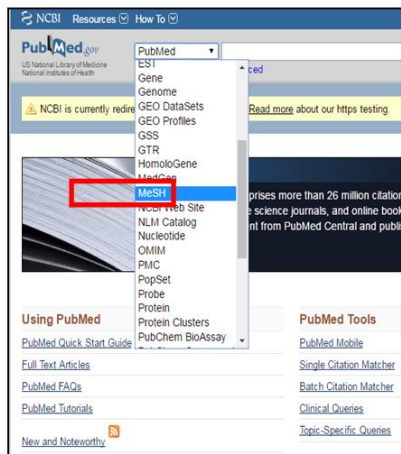 NCBI Resources How To
PubMed.gov
US National Library of Medicine
National Institutes of Health
PubMed
EST
Gene
Genome
GEO DataSets
GEO Profiles
GSS
GTR
HomoloGene
MedGen
MeSH
NCBI Web Site
NLM Catalog
Nucleotide
OMIM
PMC
PopSet
Probe
Protein
Protein Clusters
PubChem BioAssay
ced
NCBI is currently redire
Read more about our https testing.
prises more than 26 million citation
e science journals, and online book
nt from PubMed Central and publi
Using PubMed
PubMed Quick Start Guide
Full Text Articles
PubMed FAQs
PubMed Tutorials
New and Noteworthy
PubMed Tools
PubMed Mobile
Single Citation Matcher
Batch Citation Matcher
Clinical Queries
Topic-Specific Queries